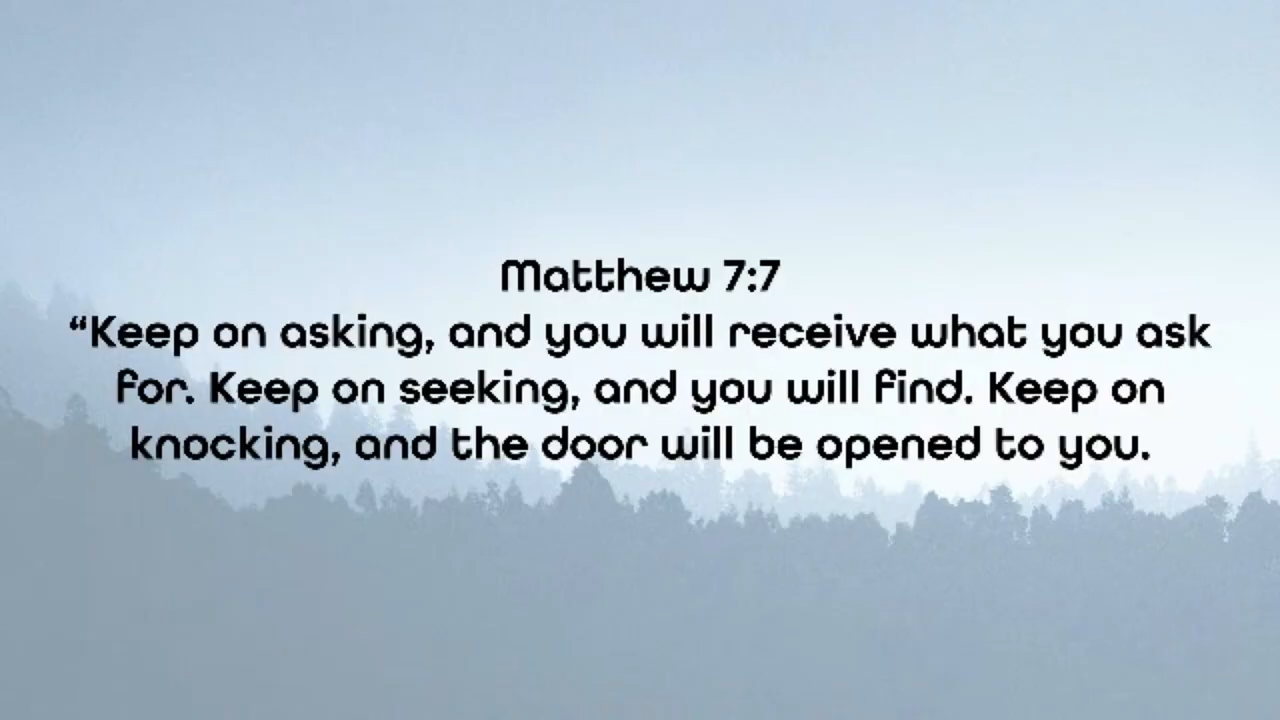 Matthew 7:7
“Keep on asking, and you will receive what you ask
for. Keep on seeking, and you will find. Keep on
knocking, and the door will be opened to you.